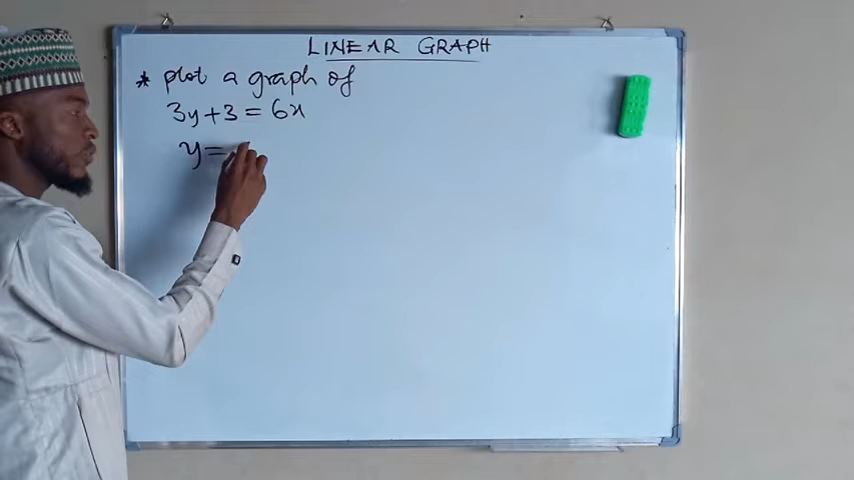 LINEAR GRAPH
* plot a graph of
3y+3=6x
y=